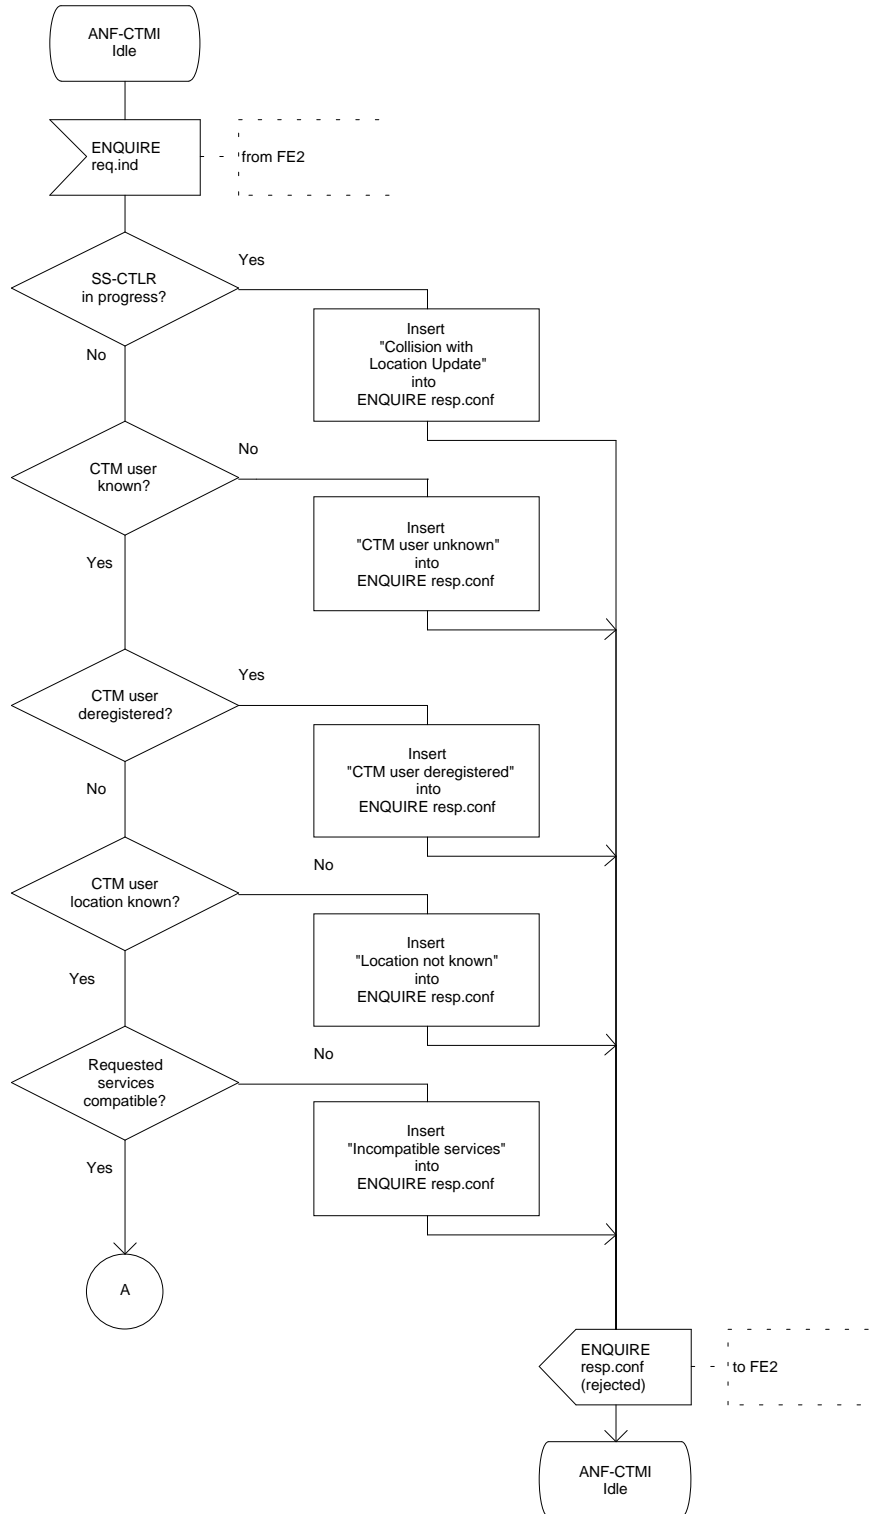 ANF-CTMI
Idle
ENQUIRE
req.ind
from FE2
SS-CTLR
in progress?
Yes
No
Insert
"Collision with
Location Update"
into
ENQUIRE resp.conf
CTM user
known?
No
Yes
Insert
"CTM user unknown"
into
ENQUIRE resp.conf
CTM user
deregistered?
Yes
No
Insert
"CTM user deregistered"
into
ENQUIRE resp.conf
CTM user
location known?
No
Yes
Insert
"Location not known"
into
ENQUIRE resp.conf
Requested
services
compatible?
No
Yes
Insert
"Incompatible services"
into
ENQUIRE resp.conf
A
ENQUIRE
resp.conf
(rejected)
to FE2
ANF-CTMI
Idle